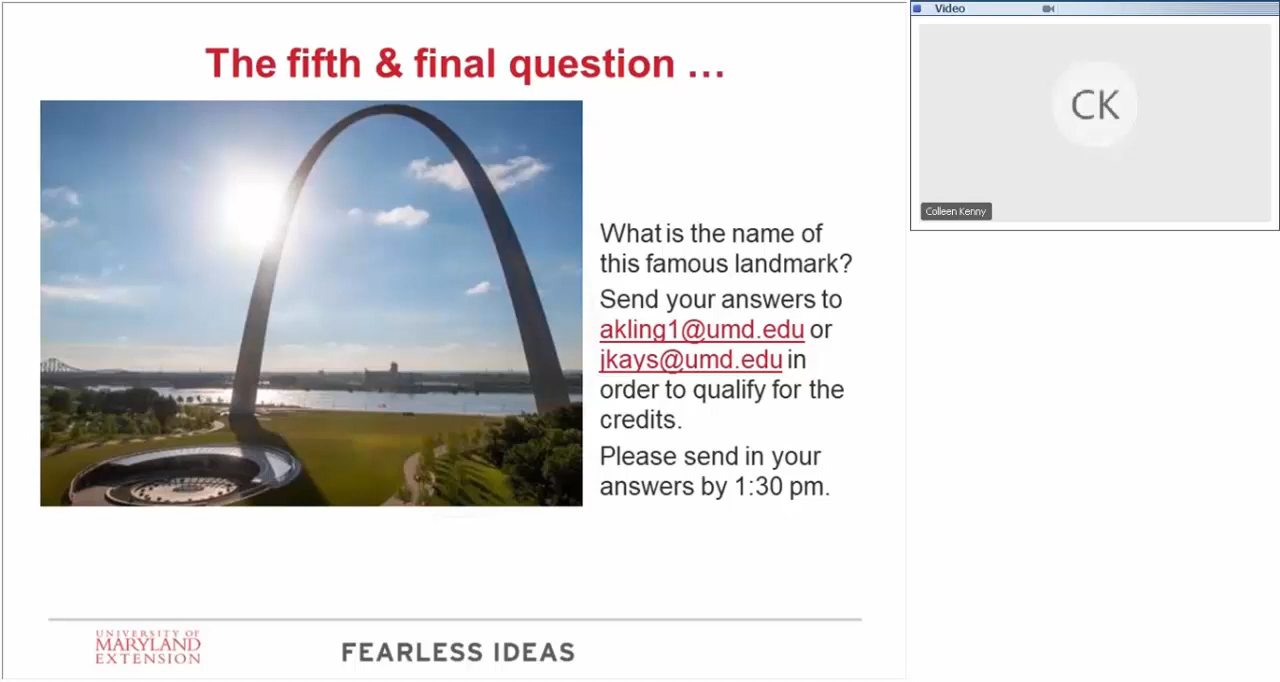 The fifth & final question ...
What is the name of
this famous landmark?
Send your answers to
akling1@umd.edu or
jkays@umd.edu in
order to qualify for the
credits.
Please send in your
answers by 1:30 pm.
UNIVERSITY OF
MARYLAND
EXTENSION
FEARLESS IDEAS
Video
CK
Colleen Kenny